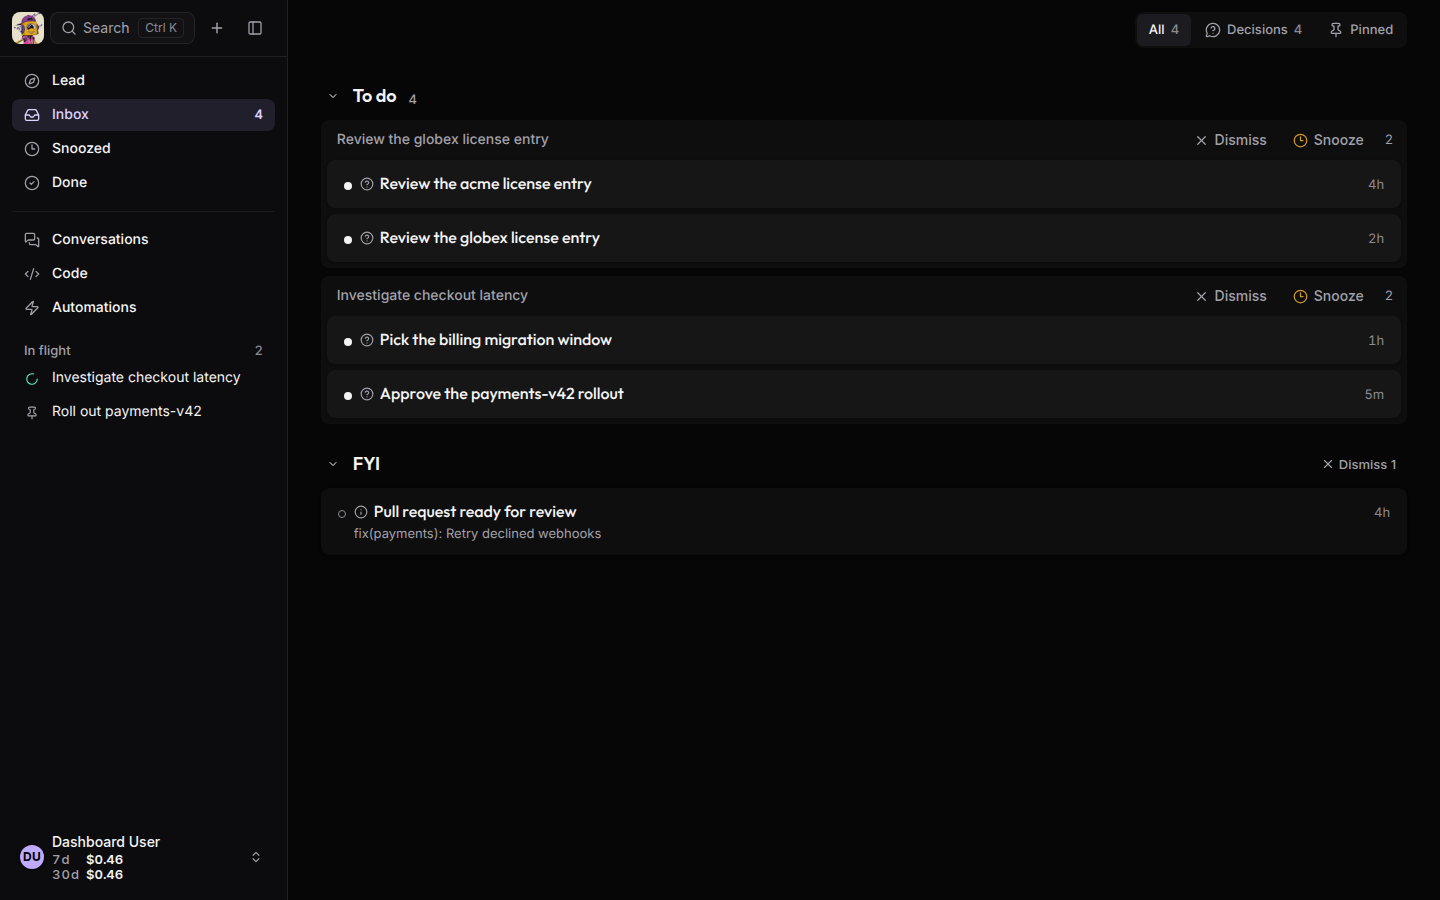 Search Ctrl K
All 4 Decisions 4 Pinned
Lead
Inbox 4
Snoozed
Done
Conversations
Code
Automations
In flight 2
Investigate checkout latency
Roll out payments-v42
Dashboard User
DU
7d $0.46
30d $0.46
To do 4
Review the globex license entry Dismiss Snooze 2
Review the acme license entry 4h
Review the globex license entry 2h
Investigate checkout latency Dismiss Snooze 2
Pick the billing migration window 1h
Approve the payments-v42 rollout 5m
FYI Dismiss 1
Pull request ready for review 4h
fix(payments): Retry declined webhooks